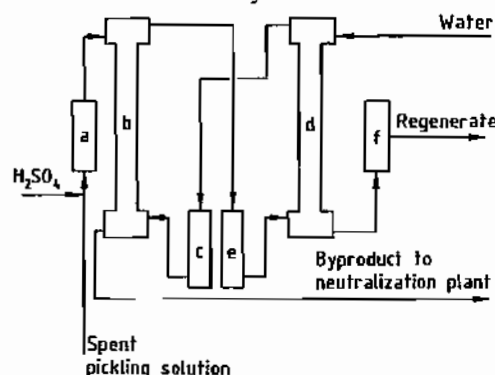 Water
a
b
d
f
Regenerate
H₂SO₄
c
e
Byproduct to
neutralization plant
Spent
pickling solution